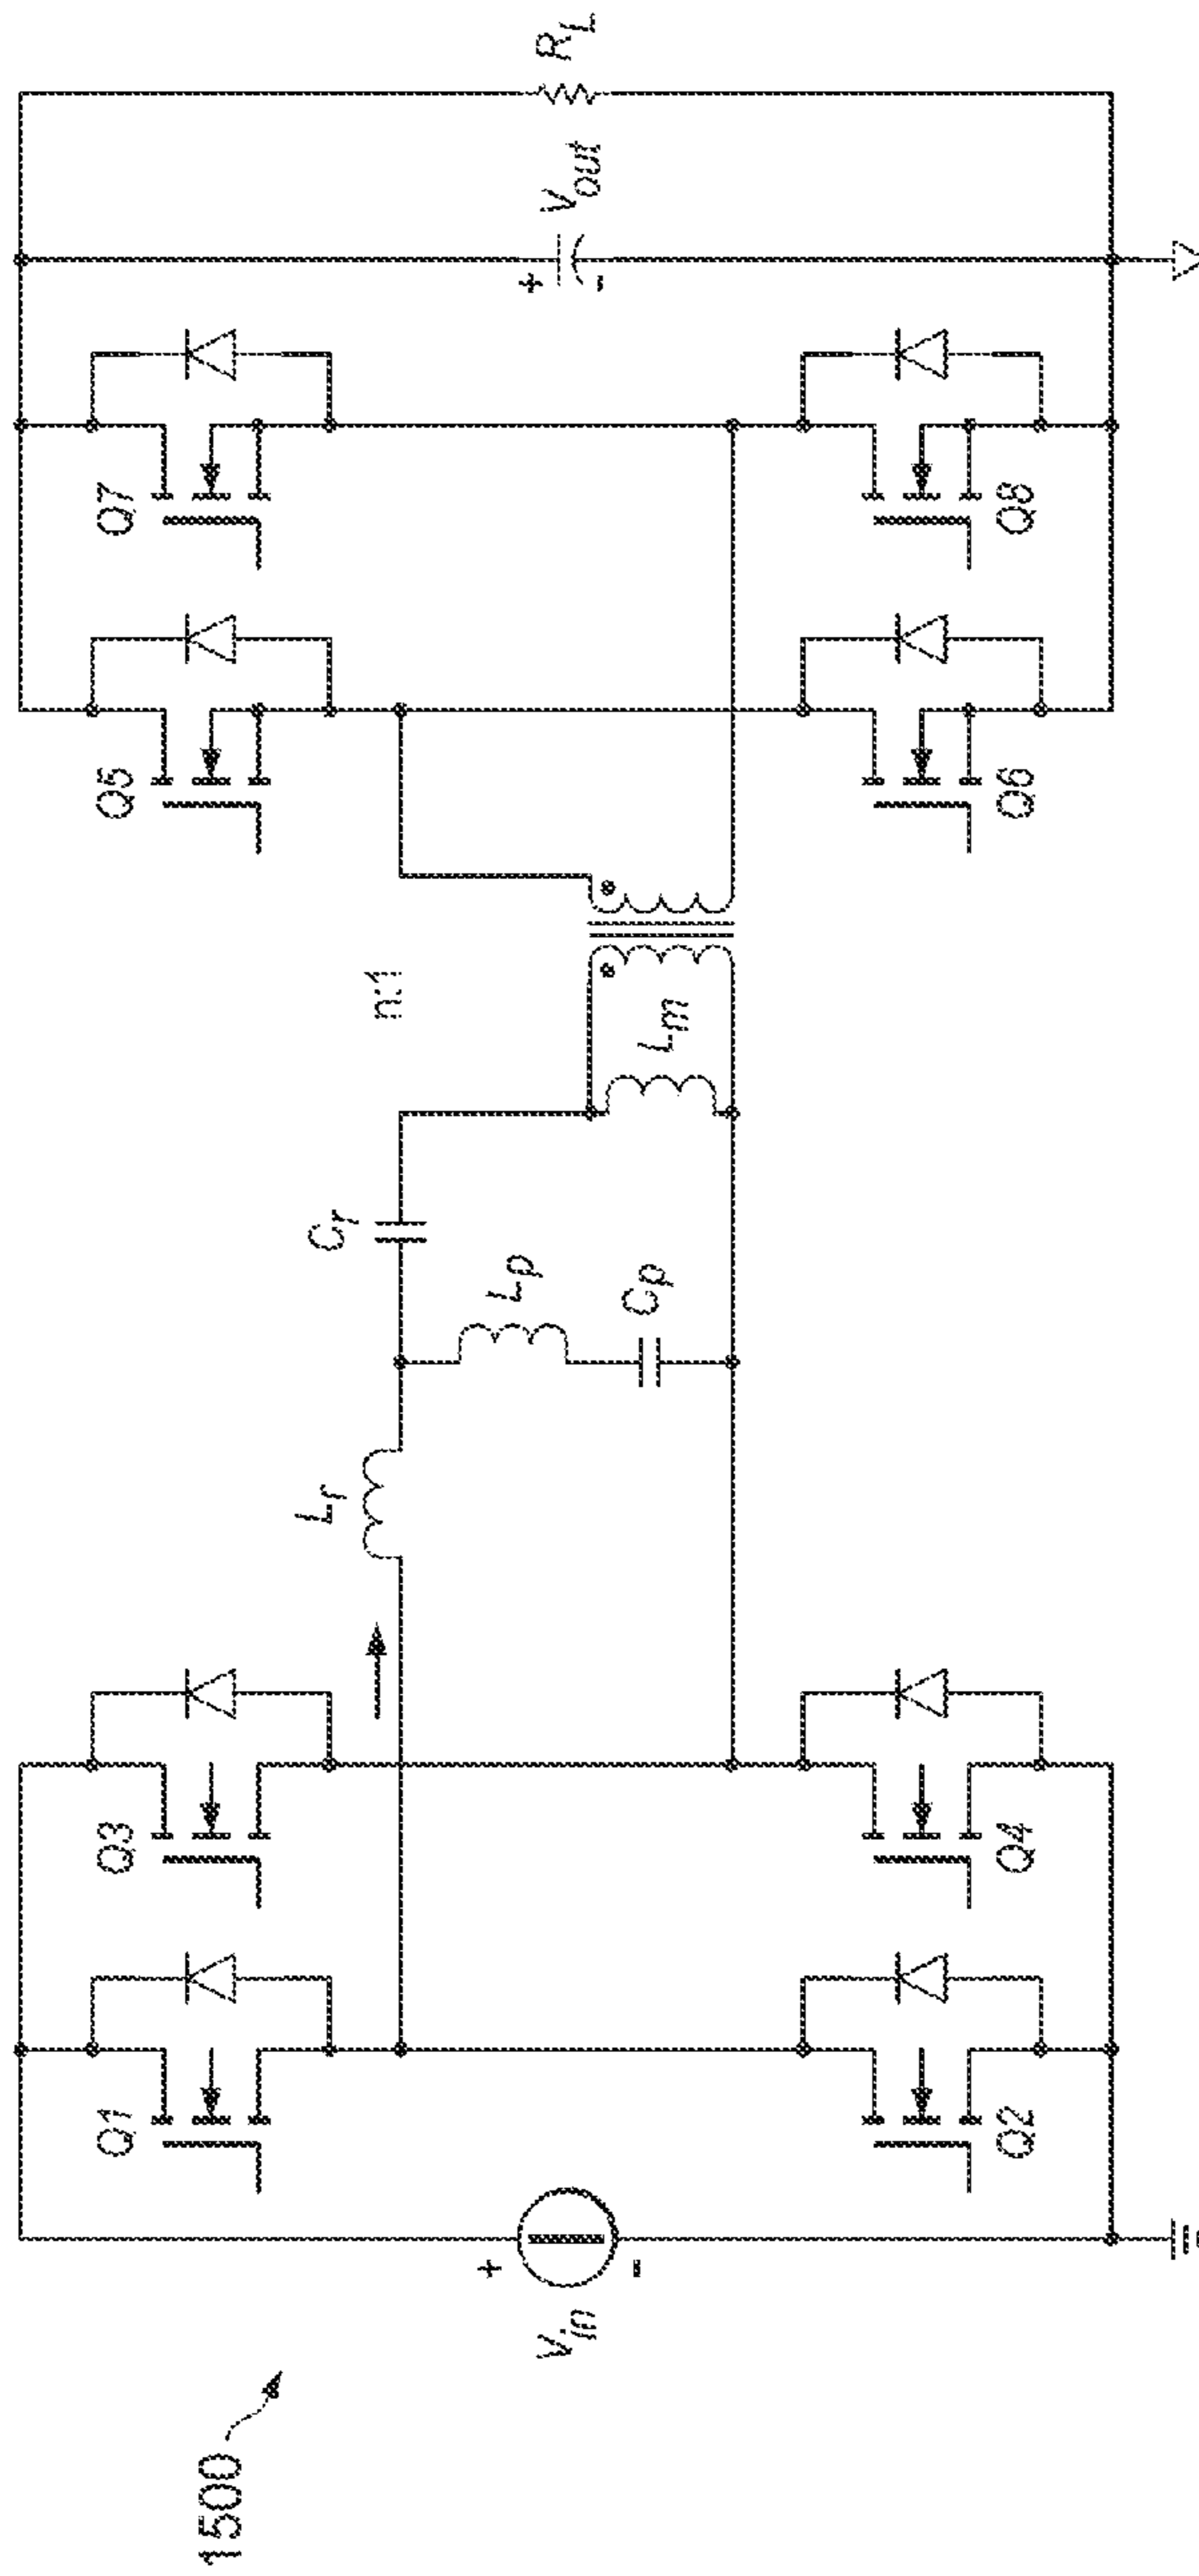 1500
V_in
+
-
Q1
Q2
Q3
Q4
L_r
L_p
C_p
C_r
L_m
n:1
Q5
Q6
Q7
Q8
+
-
V_out
R_L